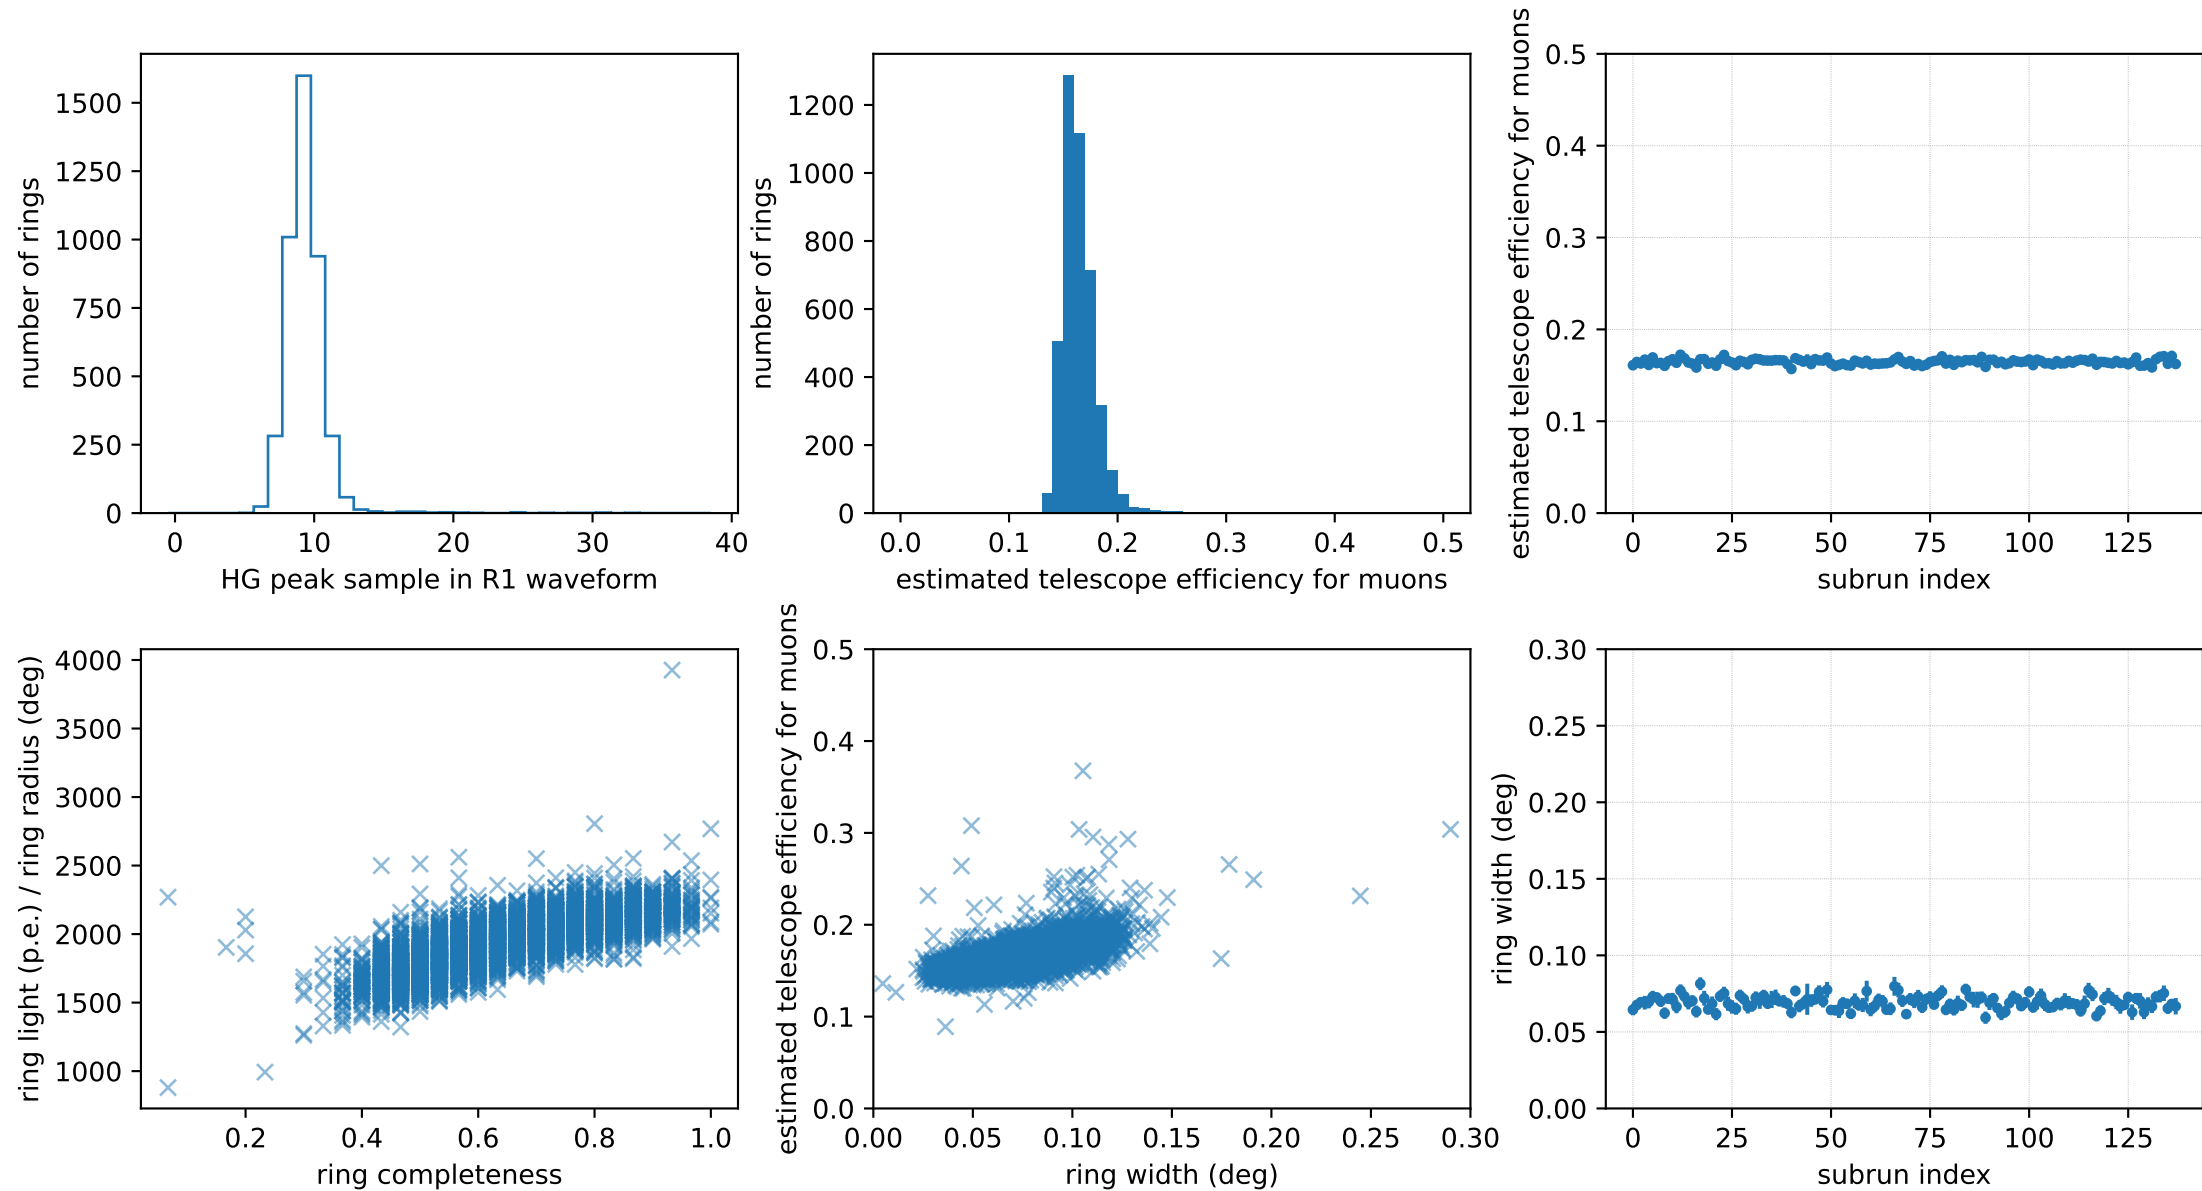 number of rings
1500
1250
1000
750
500
250
0
0 10 20 30 40
HG peak sample in R1 waveform
number of rings
1200
1000
800
600
400
200
0
0.0 0.1 0.2 0.3 0.4 0.5
estimated telescope efficiency for muons
estimated telescope efficiency for muons
0.5
0.4
0.3
0.2
0.1
0.0
0 25 50 75 100 125
subrun index
ring light (p.e.) / ring radius (deg)
4000
3500
3000
2500
2000
1500
1000
0.2 0.4 0.6 0.8 1.0
ring completeness
estimated telescope efficiency for muons
0.5
0.4
0.3
0.2
0.1
0.0
0.00 0.05 0.10 0.15 0.20 0.25 0.30
ring width (deg)
ring width (deg)
0.30
0.25
0.20
0.15
0.10
0.05
0.00
0 25 50 75 100 125
subrun index